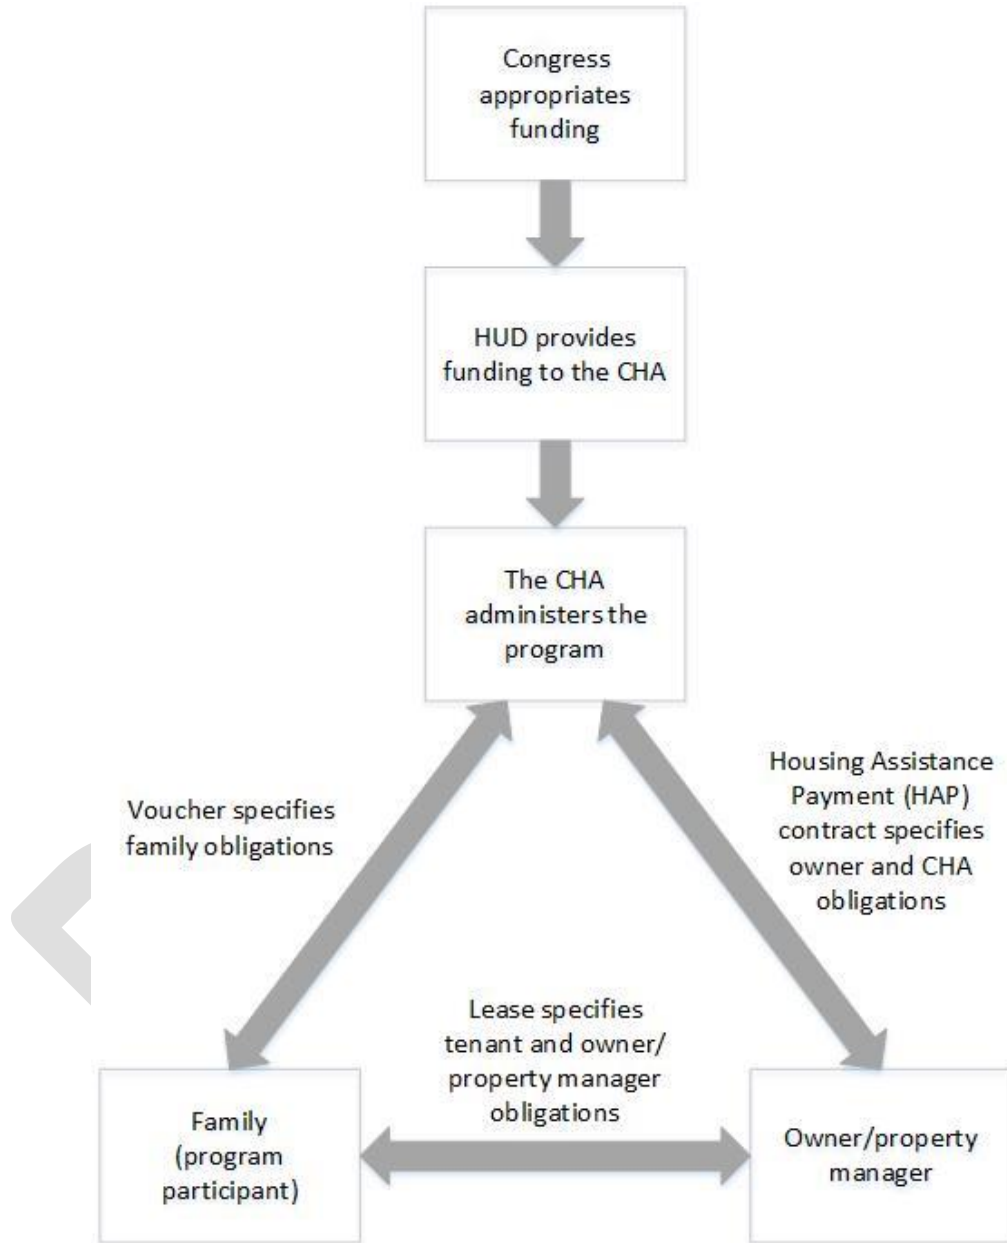 Congress
appropriates
funding
HUD provides
funding to the CHA
The CHA
administers the
program
Voucher specifies
family obligations
Housing Assistance
Payment (HAP)
contract specifies
owner and CHA
obligations
Lease specifies
tenant and owner/
property manager
obligations
Family
(program
participant)
Owner/property
manager